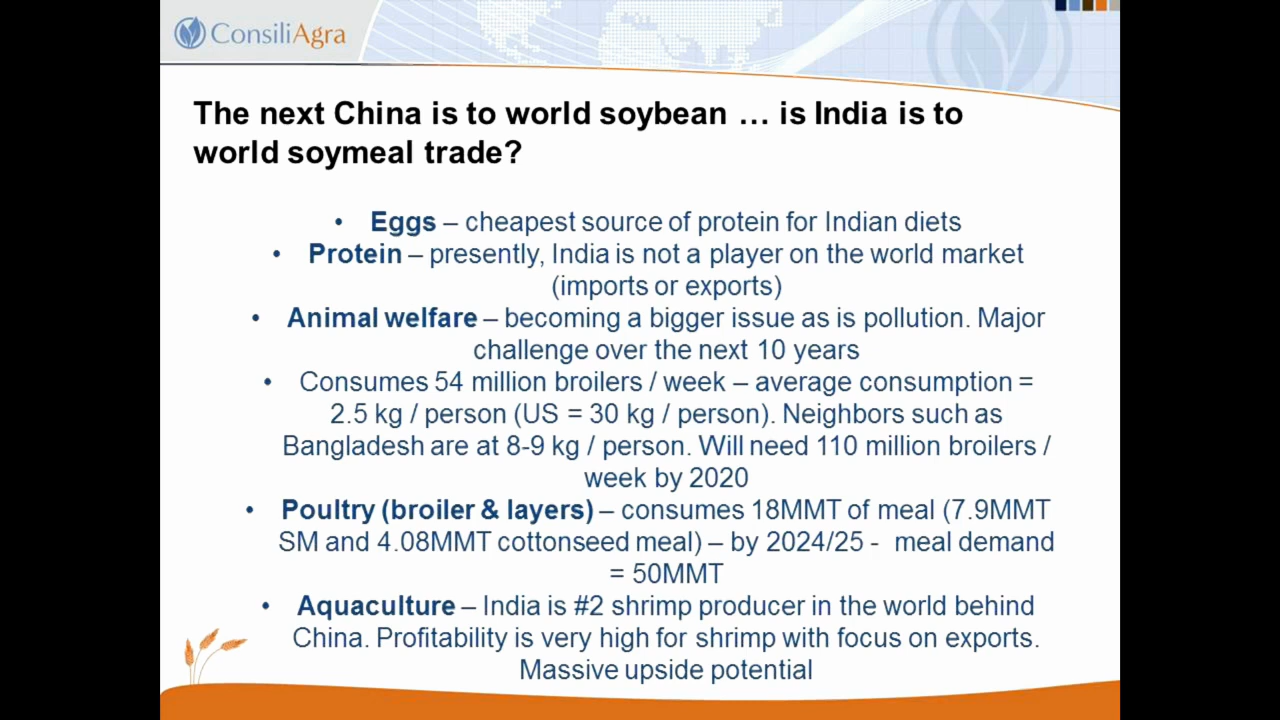 ConsiliAgra
The next China is to world soybean … is India is to
world soymeal trade?
• Eggs – cheapest source of protein for Indian diets
• Protein – presently, India is not a player on the world market
(imports or exports)
• Animal welfare – becoming a bigger issue as is pollution. Major
challenge over the next 10 years
• Consumes 54 million broilers / week – average consumption =
2.5 kg / person (US = 30 kg / person). Neighbors such as
Bangladesh are at 8-9 kg / person. Will need 110 million broilers /
week by 2020
• Poultry (broiler & layers) – consumes 18MMT of meal (7.9MMT
SM and 4.08MMT cottonseed meal) – by 2024/25 - meal demand
= 50MMT
• Aquaculture – India is #2 shrimp producer in the world behind
China. Profitability is very high for shrimp with focus on exports.
Massive upside potential